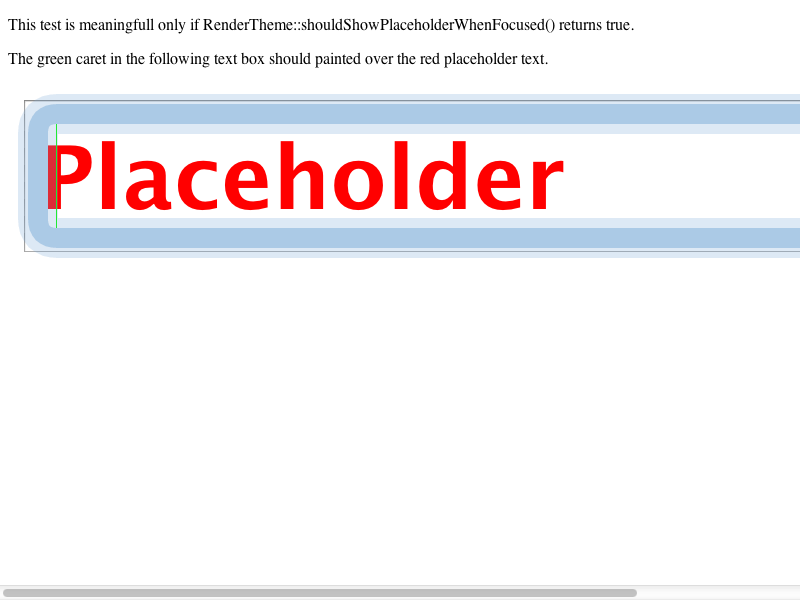 This test is meaningfull only if RenderTheme::shouldShowPlaceholderWhenFocused() returns true.
The green caret in the following text box should painted over the red placeholder text.
Placeholder